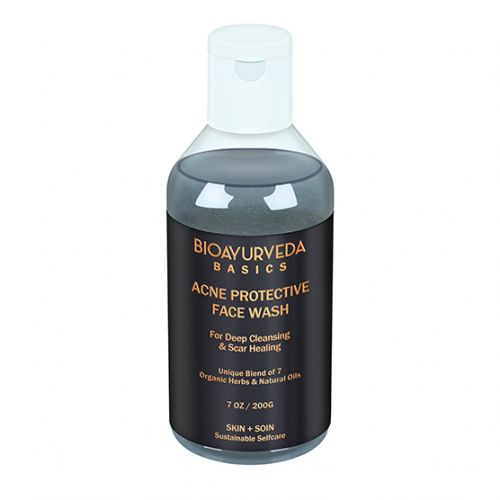 BIOAYURVEDA
BASICS
ACNE PROTECTIVE
FACE WASH
For Deep Cleansing
& Scar Healing
Unique Blend of 7
Organic Herbs & Natural Oils
7 OZ / 200G
SKIN + SOIN
Sustainable Selfcare